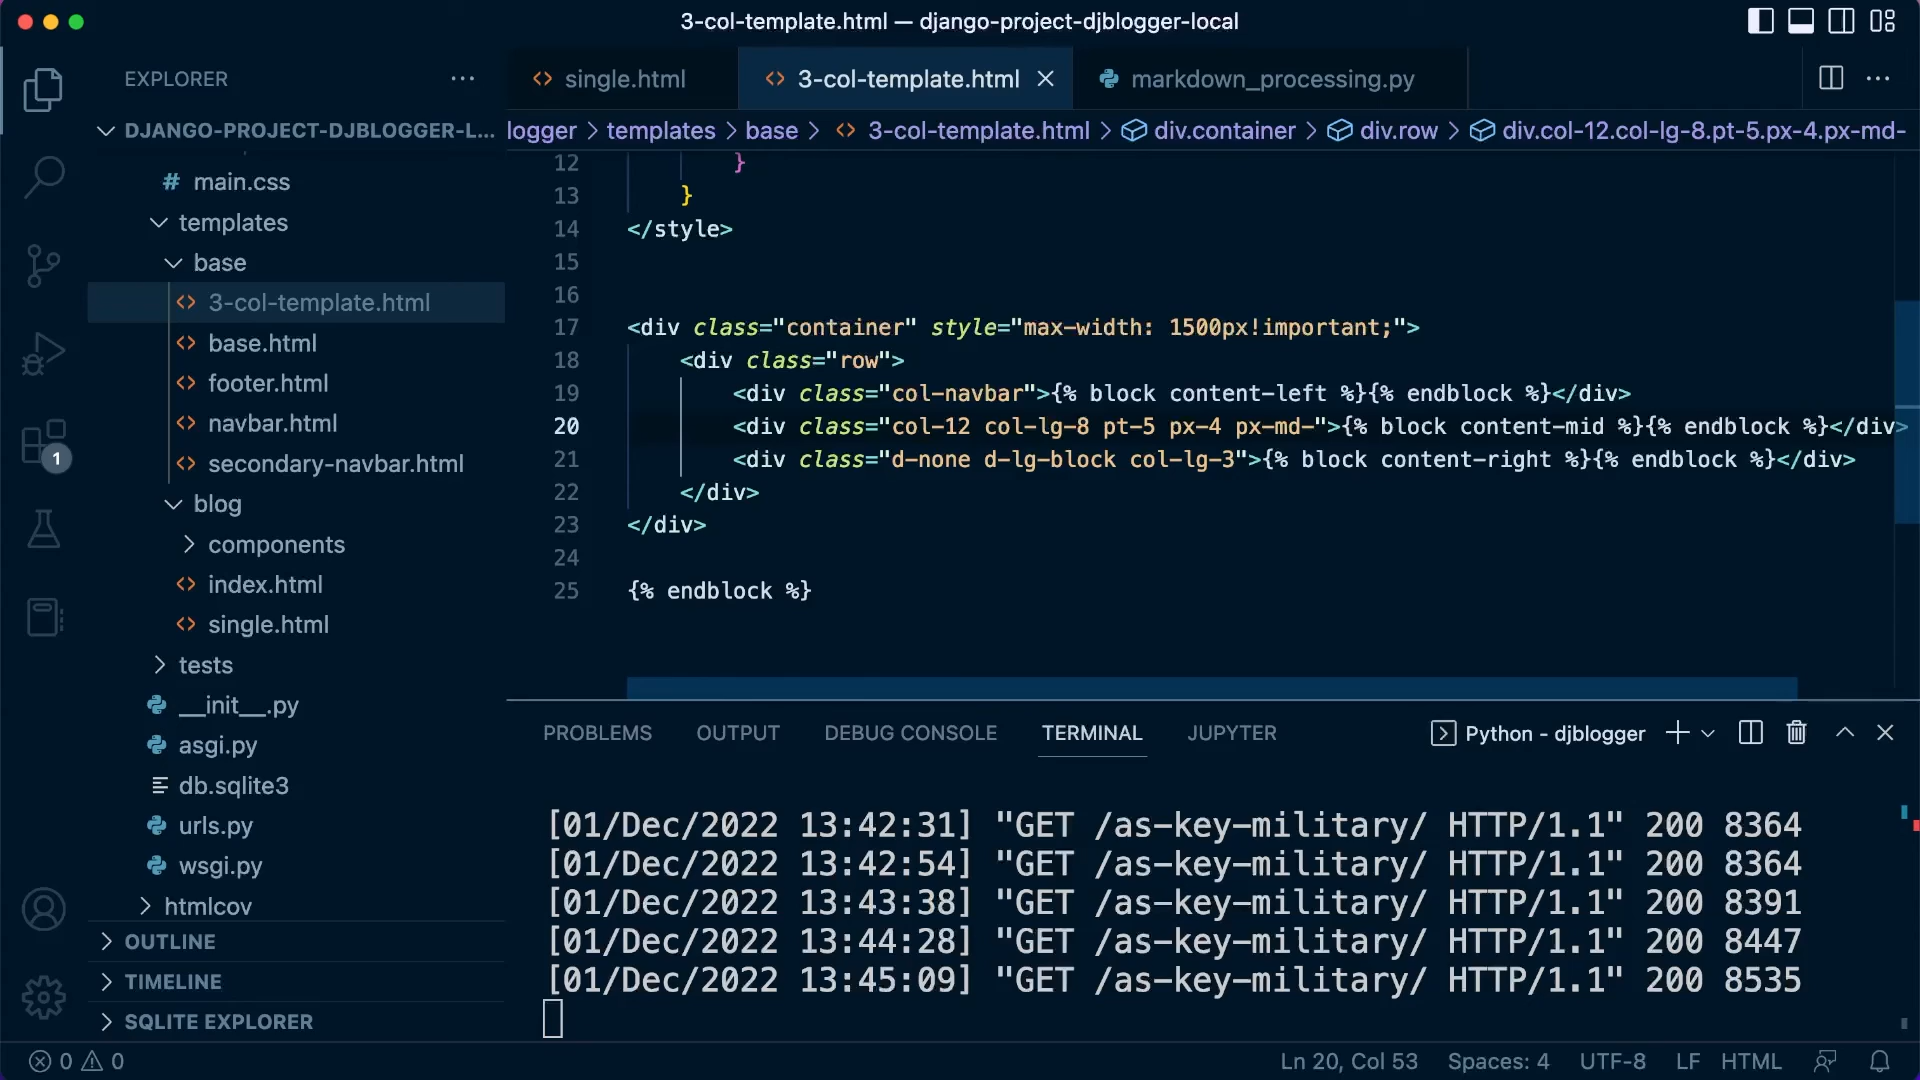 3-col-template.html — django-project-djblogger-local
EXPLORER
DJANGO-PROJECT-DJBLOGGER-L...
main.css
templates
base
3-col-template.html
base.html
footer.html
navbar.html
secondary-navbar.html
blog
components
index.html
single.html
tests
__init__.py
asgi.py
db.sqlite3
urls.py
wsgi.py
htmlcov
OUTLINE
TIMELINE
SQLITE EXPLORER
1
single.html
3-col-template.html
markdown_processing.py
logger > templates > base > 3-col-template.html > div.container > div.row > div.col-12.col-lg-8.pt-5.px-4.px-md-
12 }
13 }
14 </style>
15
16
17 <div class="container" style="max-width: 1500px!important;">
18 <div class="row">
19 <div class="col-navbar">{% block content-left %}{% endblock %}</div>
20 <div class="col-12 col-lg-8 pt-5 px-4 px-md-">{% block content-mid %}{% endblock %}</div>
21 <div class="d-none d-lg-block col-lg-3">{% block content-right %}{% endblock %}</div>
22 </div>
23 </div>
24
25 {% endblock %}
PROBLEMS OUTPUT DEBUG CONSOLE TERMINAL JUPYTER Python - djblogger
[01/Dec/2022 13:42:31] "GET /as-key-military/ HTTP/1.1" 200 8364
[01/Dec/2022 13:42:54] "GET /as-key-military/ HTTP/1.1" 200 8364
[01/Dec/2022 13:43:38] "GET /as-key-military/ HTTP/1.1" 200 8391
[01/Dec/2022 13:44:28] "GET /as-key-military/ HTTP/1.1" 200 8447
[01/Dec/2022 13:45:09] "GET /as-key-military/ HTTP/1.1" 200 8535
0 0 Ln 20, Col 53 Spaces: 4 UTF-8 LF HTML